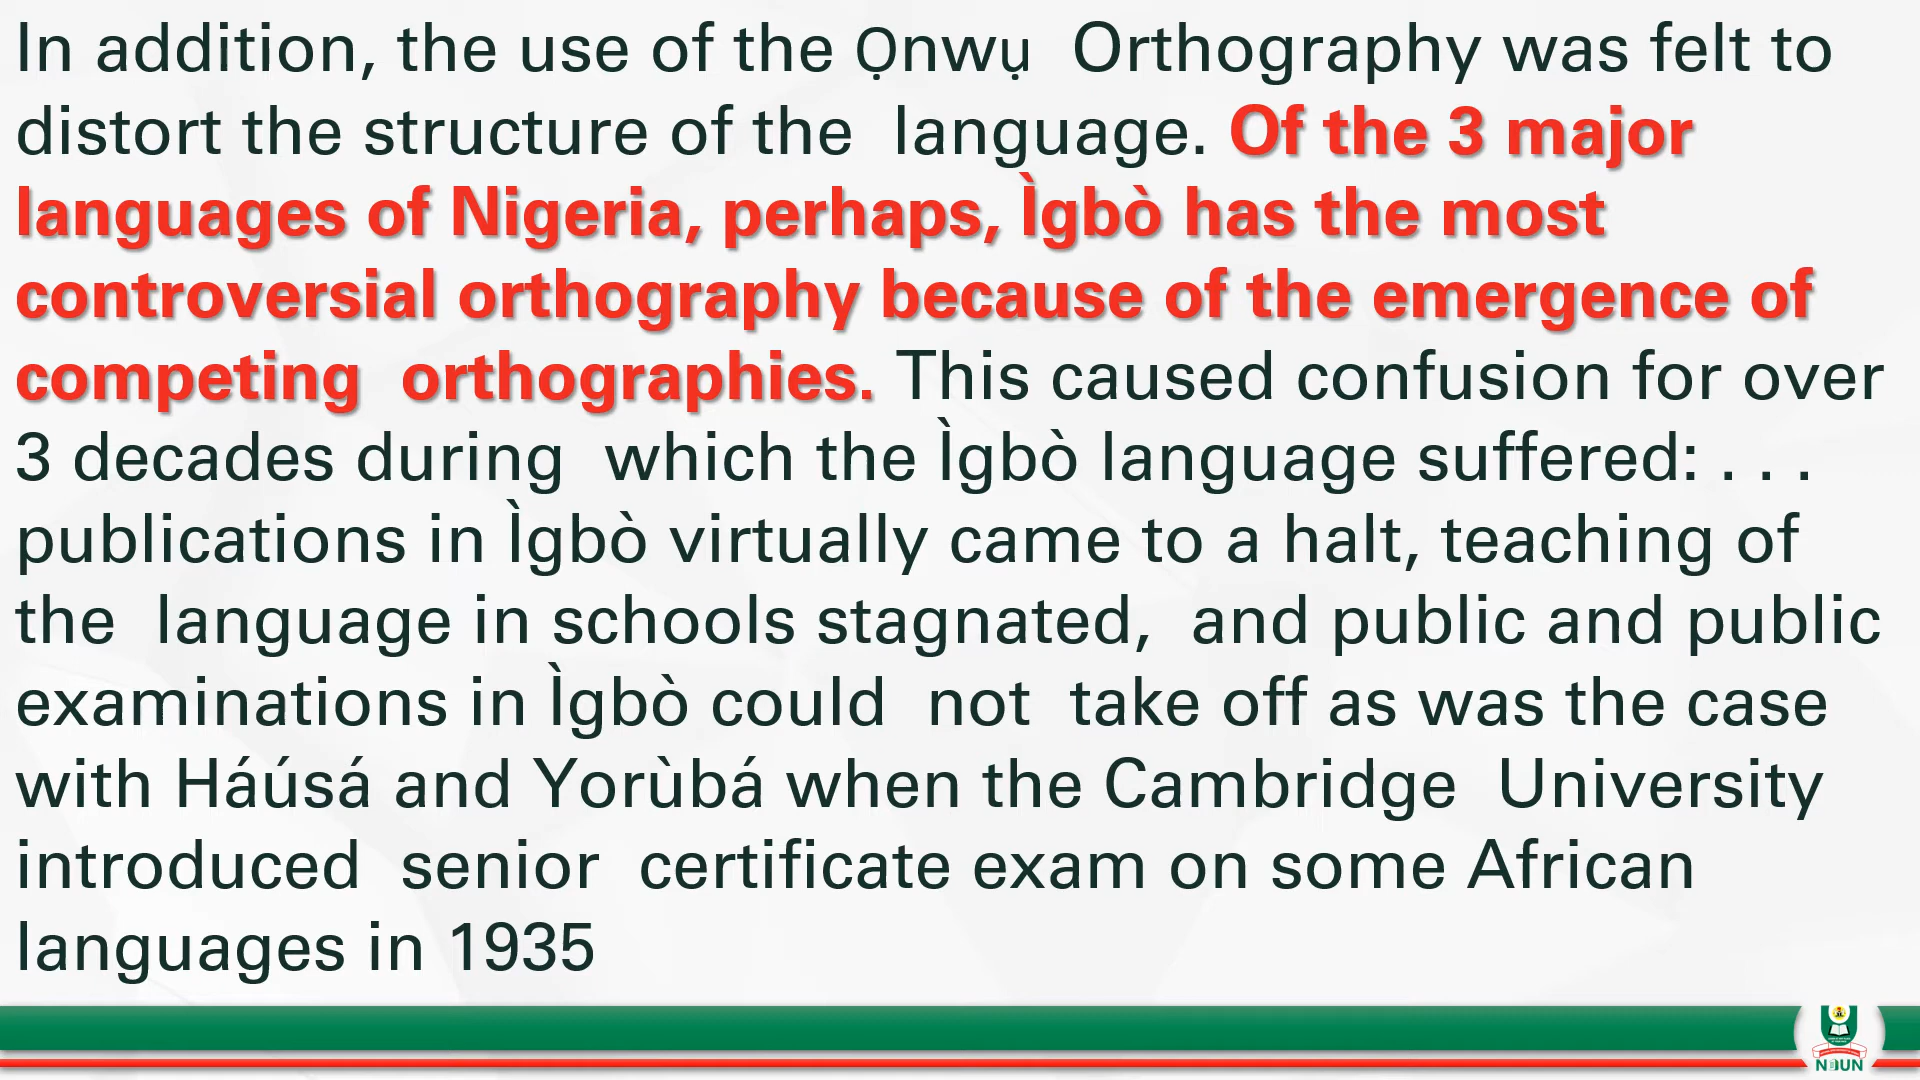 In addition, the use of the Ọnwụ Orthography was felt to
distort the structure of the language. Of the 3 major
languages of Nigeria, perhaps, Ìgbò has the most
controversial orthography because of the emergence of
competing orthographies. This caused confusion for over
3 decades during which the Ìgbò language suffered: . . .
publications in Ìgbò virtually came to a halt, teaching of
the language in schools stagnated, and public and public
examinations in Ìgbò could not take off as was the case
with Háúsá and Yorùbá when the Cambridge University
introduced senior certificate exam on some African
languages in 1935
NOUN